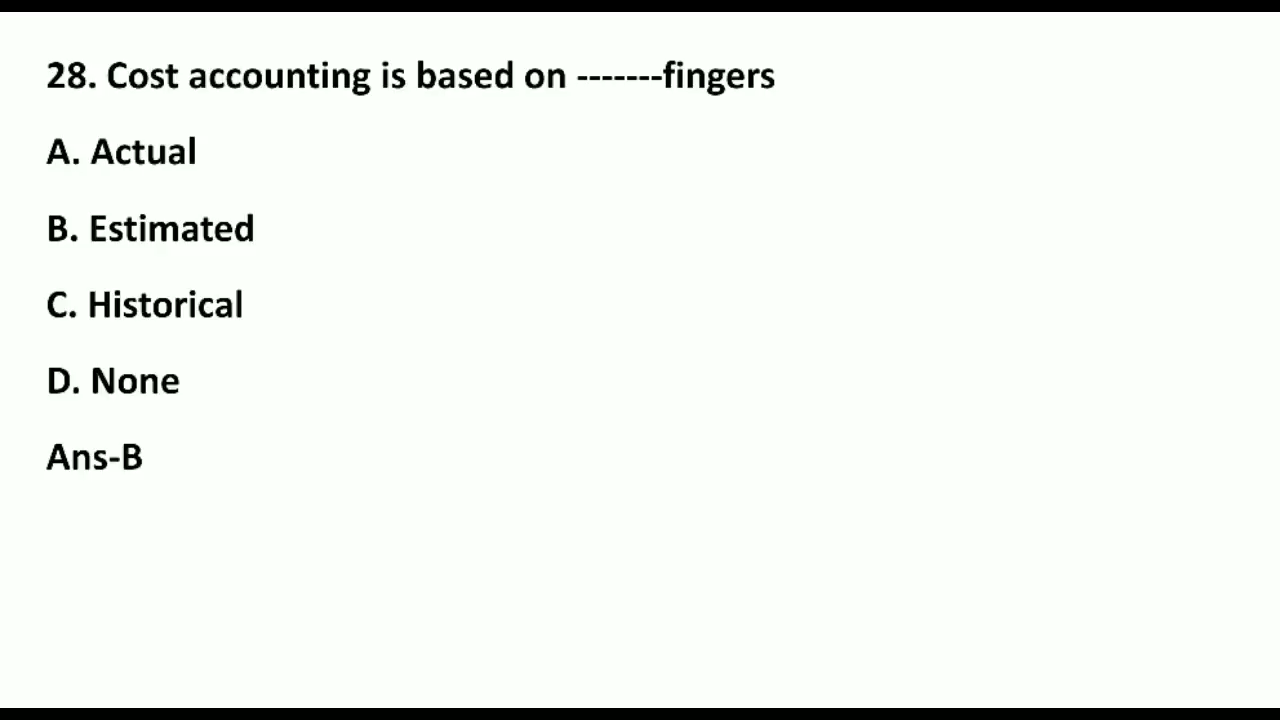 28. Cost accounting is based on -------fingers
A. Actual
B. Estimated
C. Historical
D. None
Ans-B